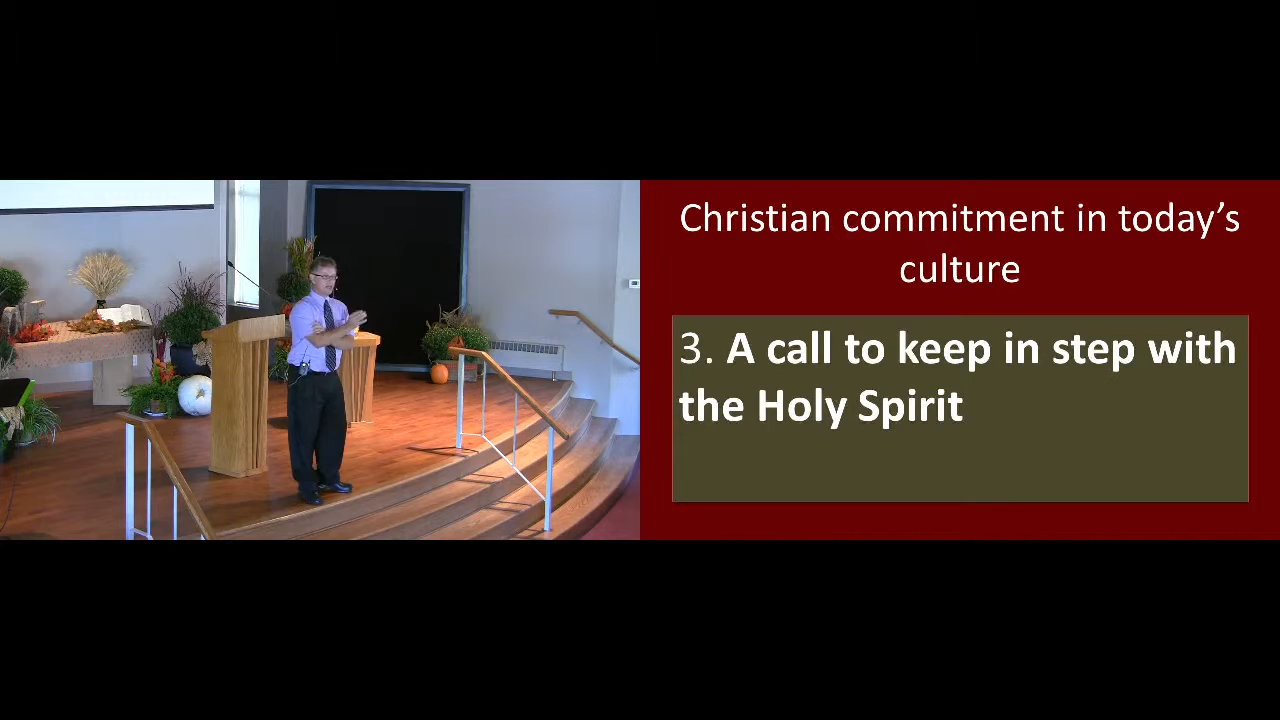 Christian commitment in today’s
culture
3. A call to keep in step with
the Holy Spirit